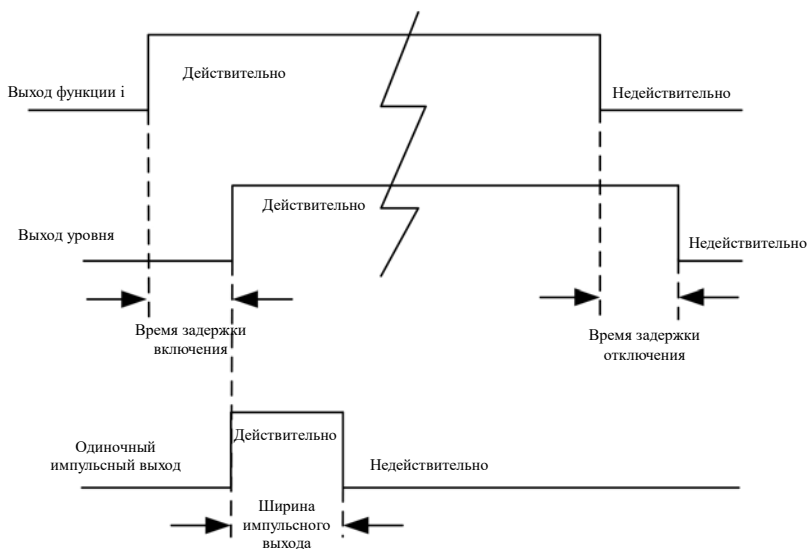 Действительно
Выход функции i
Недействительно
Действительно
Выход уровня
Недействительно
Время задержки
включения
Время задержки
отключения
Действительно
Одиночный
импульсный выход
Недействительно
Ширина
импульсного
выхода